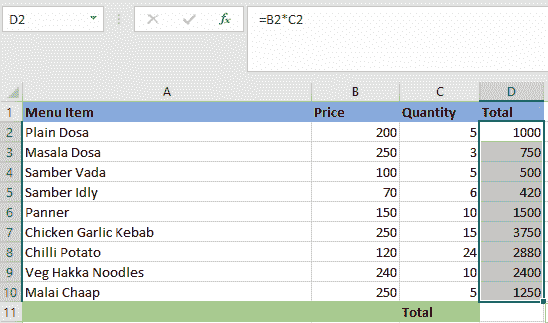 D2 fx =B2*C2
A B C D
1 Menu Item Price Quantity Total
2 Plain Dosa 200 5 1000
3 Masala Dosa 250 3 750
4 Samber Vada 100 5 500
5 Samber Idly 70 6 420
6 Panner 150 10 1500
7 Chicken Garlic Kebab 250 15 3750
8 Chilli Potato 120 24 2880
9 Veg Hakka Noodles 240 10 2400
10 Malai Chaap 250 5 1250
11 Total